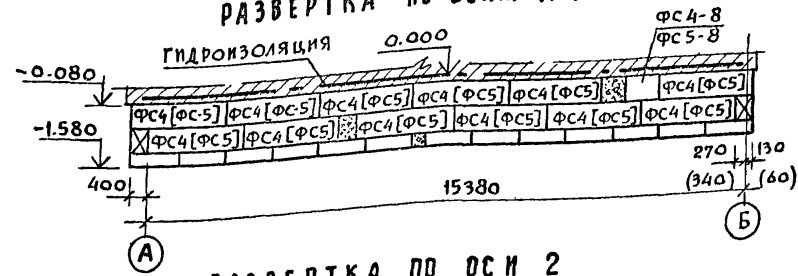 РАЗВЕРТКА ПО
ФС4-8
ФС5-8
ГИДРОИЗОЛЯЦИЯ
0.000
-0.080
ФС4[ФС-5] ФС4[ФС-5] ФС4[ФС5] ФС4[ФС5] ФС4[ФС5] ФС4[ФС5]
-1.580
ФС4[ФС5] ФС4[ФС5] ФС4[ФС5] ФС4[ФС5] ФС4[ФС5] ФС4[ФС5]
400
15380
270 130
(340) (60)
А
Б
РАЗВЕРТКА ПО ОСИ 2